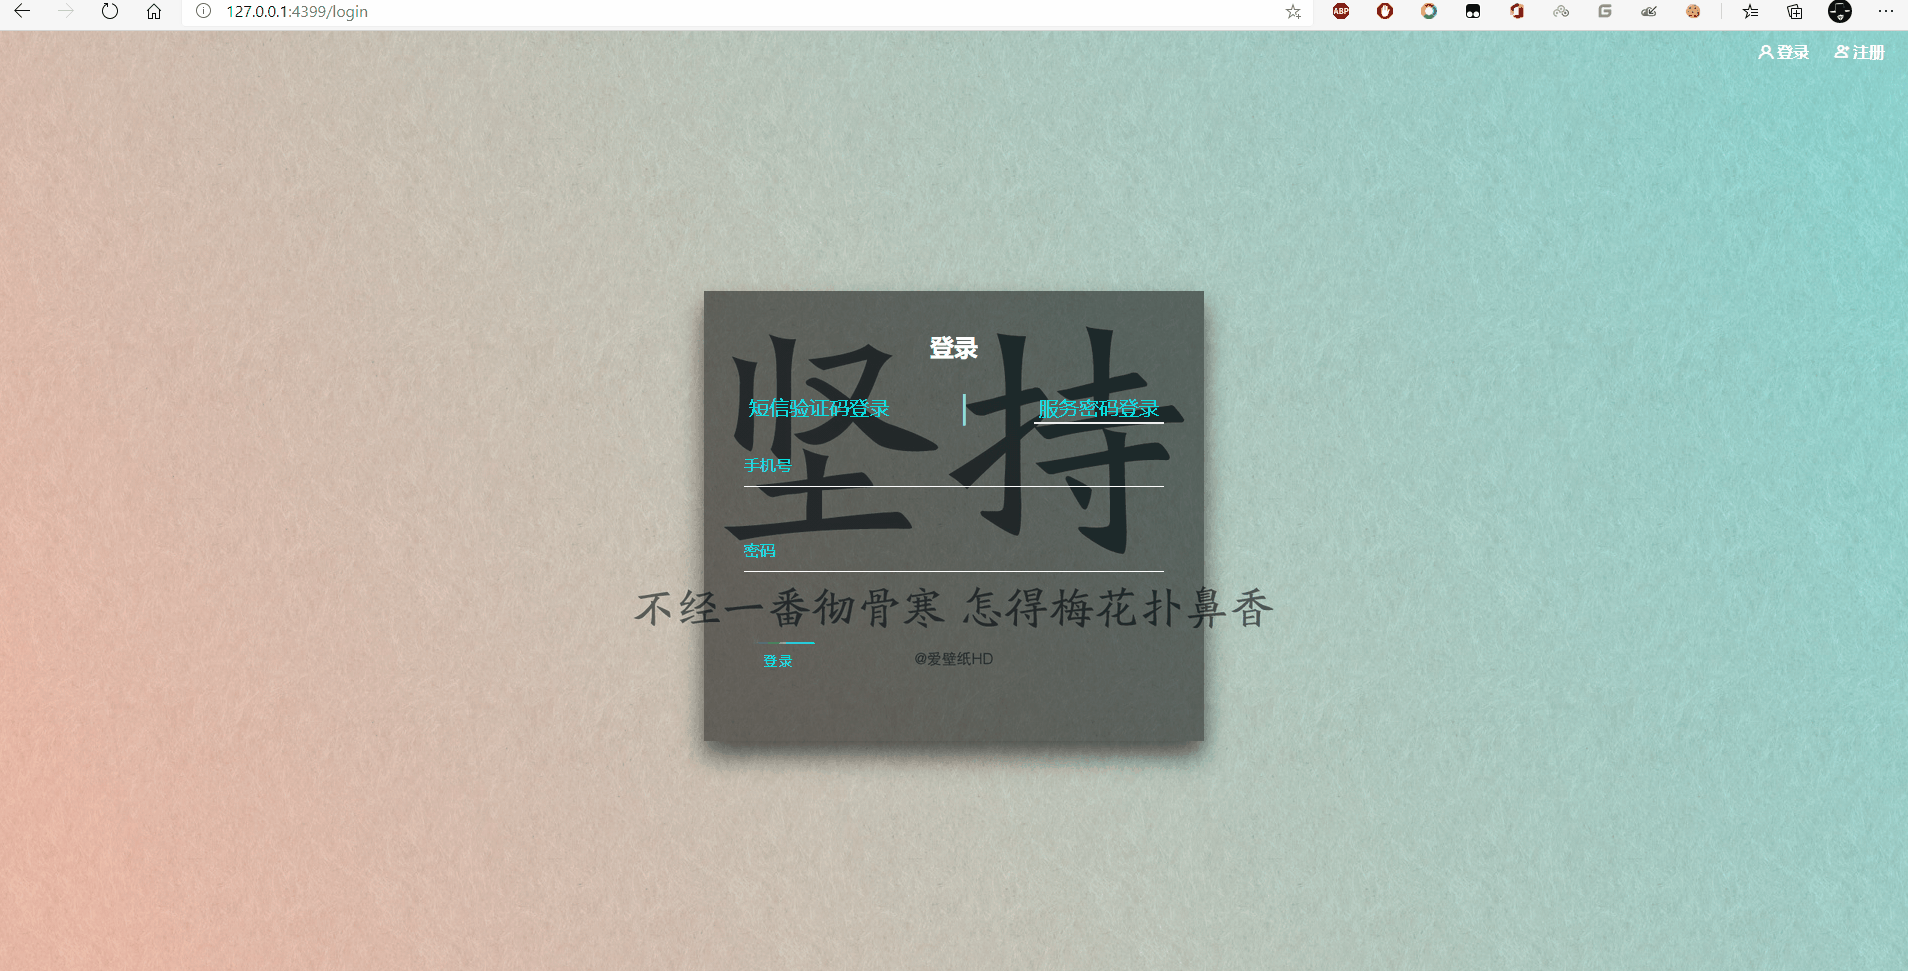 127.0.0.1:4399/login
ABP
登录 注册
坚持
登录
短信验证码登录 服务密码登录
手机号
密码
不经一番彻骨寒 怎得梅花扑鼻香
登录
@爱壁纸HD